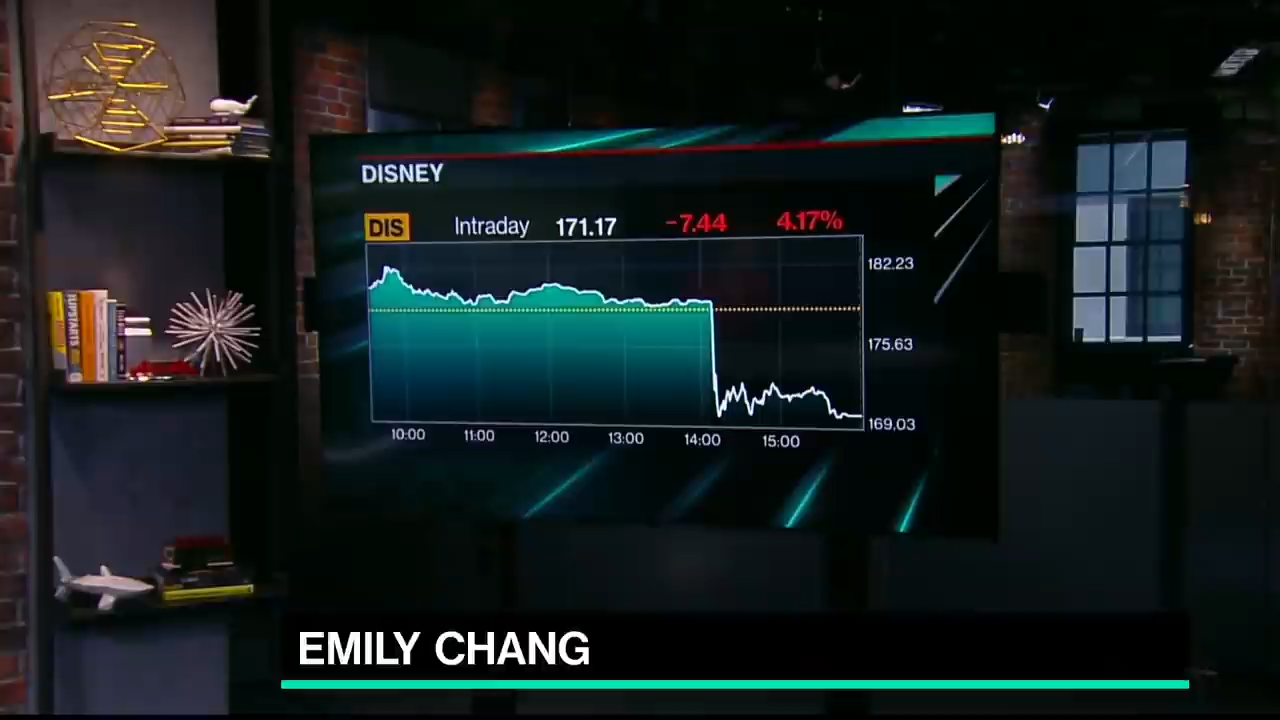 DISNEY
DIS Intraday 171.17 -7.44 4.17%
182.23
175.63
169.03
10:00 11:00 12:00 13:00 14:00 15:00
UPSTARTS
EMILY CHANG